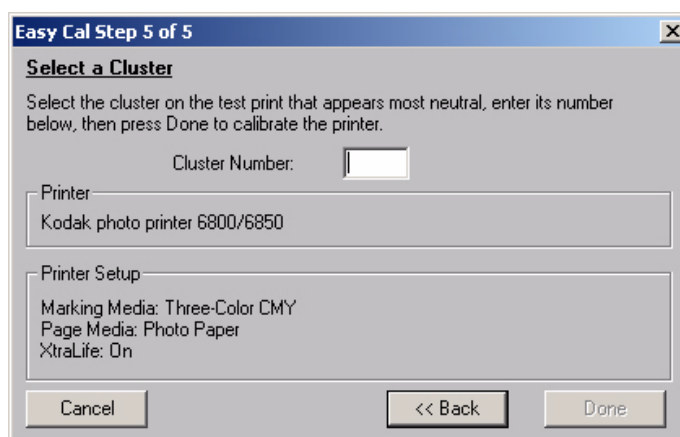 Easy Cal Step 5 of 5
Select a Cluster
Select the cluster on the test print that appears most neutral, enter its number
below, then press Done to calibrate the printer.
Cluster Number:
Printer
Kodak photo printer 6800/6850
Printer Setup
Marking Media: Three-Color CMY
Page Media: Photo Paper
XtraLife: On
Cancel
<< Back
Done